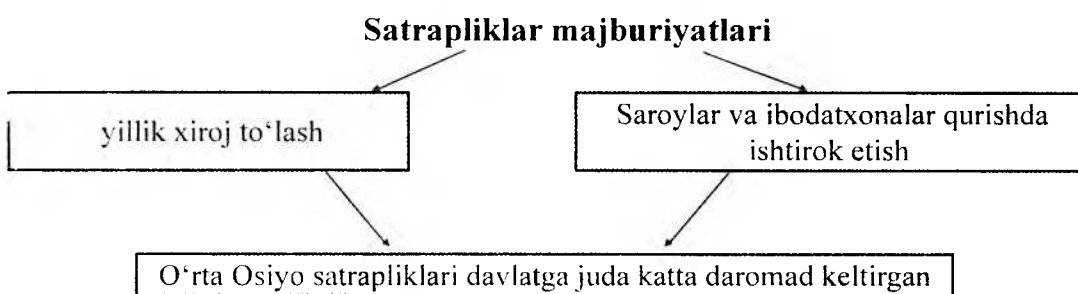 Satrapliklar majburiyatlari
yillik xiroj to‘lash
Saroylar va ibodatxonalar qurishda
ishtirok etish
O‘rta Osiyo satrapliklari davlatga juda katta daromad keltirgan